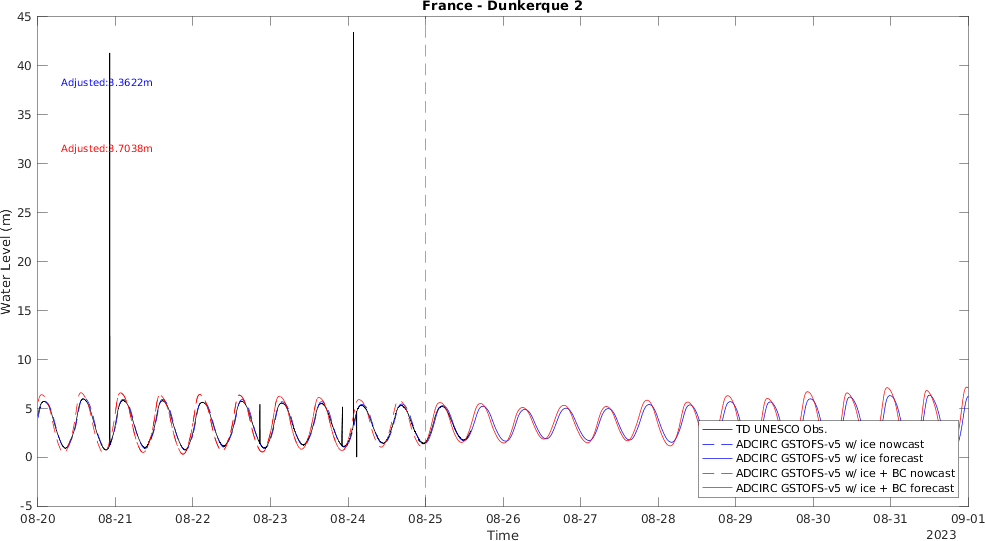 France - Dunkerque 2
45
40
35
30
25
20
15
10
5
0
-5
Water Level (m)
Adjusted:3.3622m
Adjusted:3.7038m
TD UNESCO Obs.
ADCIRC GSTOFS-v5 w/ ice nowcast
ADCIRC GSTOFS-v5 w/ ice forecast
ADCIRC GSTOFS-v5 w/ ice + BC nowcast
ADCIRC GSTOFS-v5 w/ ice + BC forecast
08-20 08-21 08-22 08-23 08-24 08-25 08-26 08-27 08-28 08-29 08-30 08-31 09-01
Time
2023